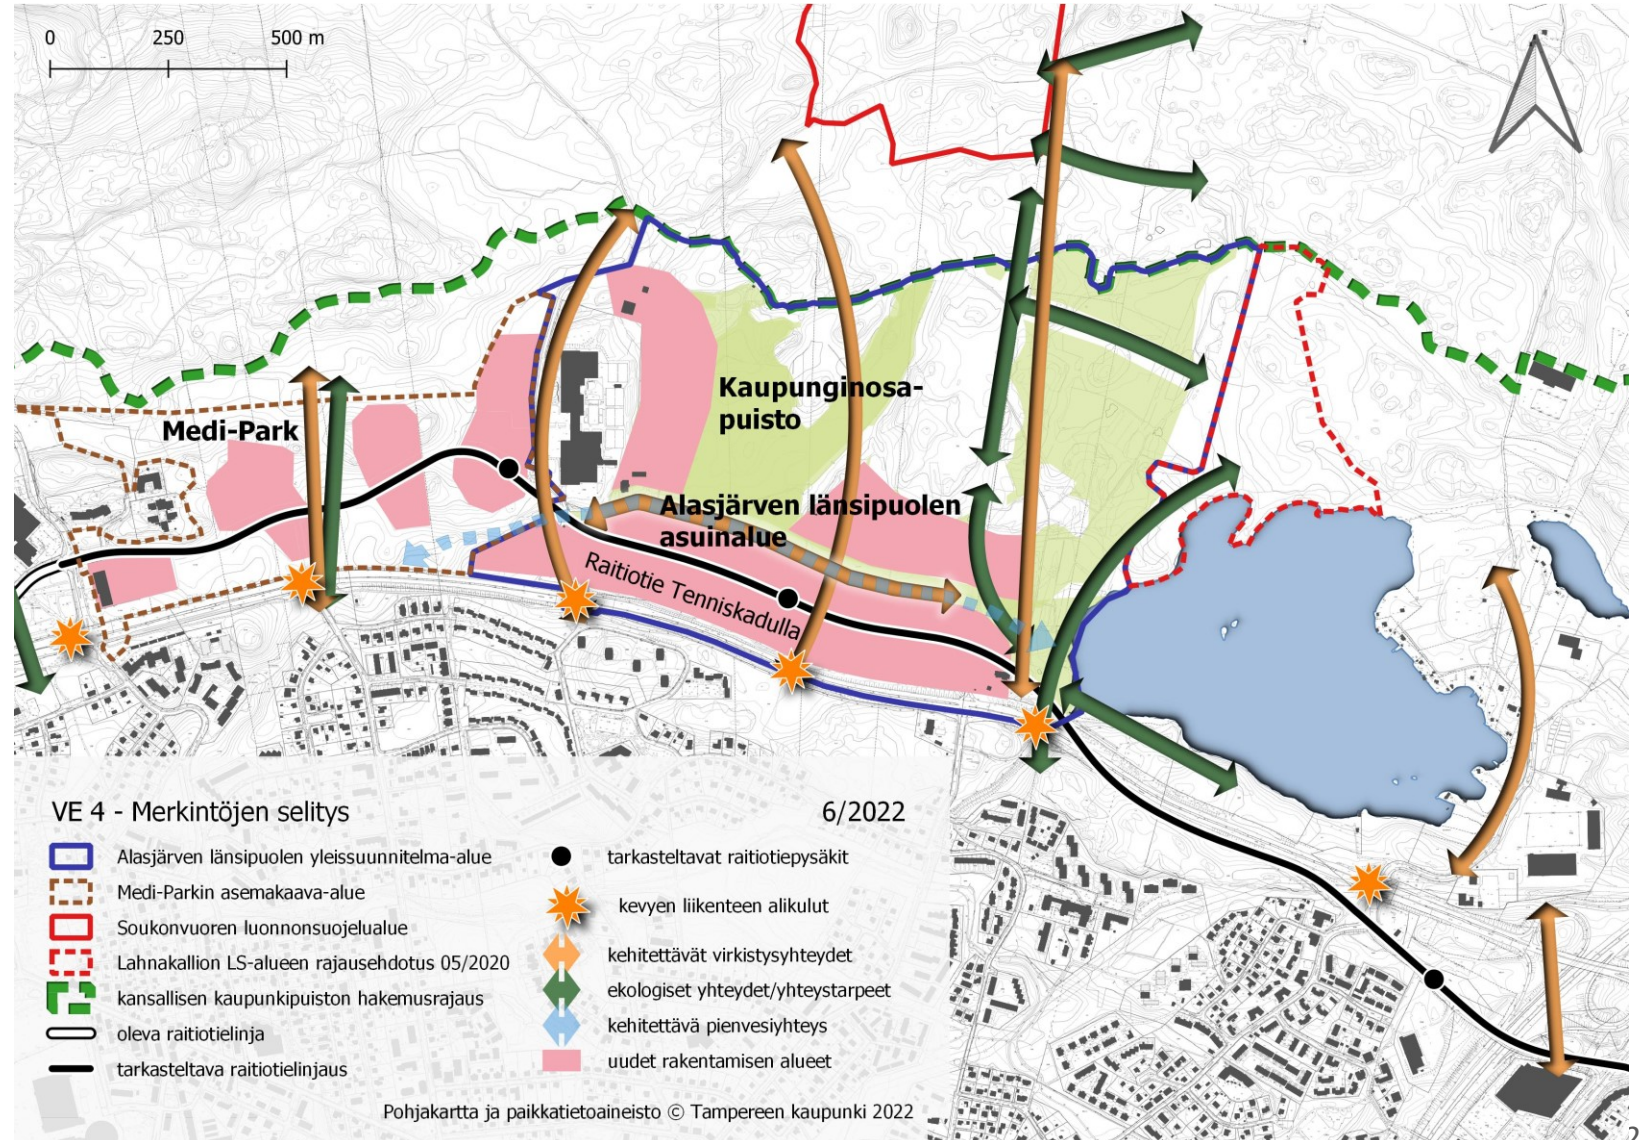 0 250 500 m
Kaupunginosa-
puisto
Medi-Park
Alasjärven länsipuolen
asuinalue
Raitiotie Tenniskadulla
VE 4 - Merkintöjen selitys 6/2022
Alasjärven länsipuolen yleissuunnitelma-alue
Medi-Parkin asemakaava-alue
Soukonvuoren luonnonsuojelualue
Lahnakallion LS-alueen rajausehdotus 05/2020
kansallisen kaupunkipuiston hakemusrajaus
oleva raitiotielinja
tarkasteltava raitiotielinjaus
tarkasteltavat raitiotiepysäkit
kevyen liikenteen alikulut
kehitettävät virkistysyhteydet
ekologiset yhteydet/yhteystarpeet
kehitettävä pienvesiyhteys
uudet rakentamisen alueet
Pohjakartta ja paikkatietoaineisto © Tampereen kaupunki 2022